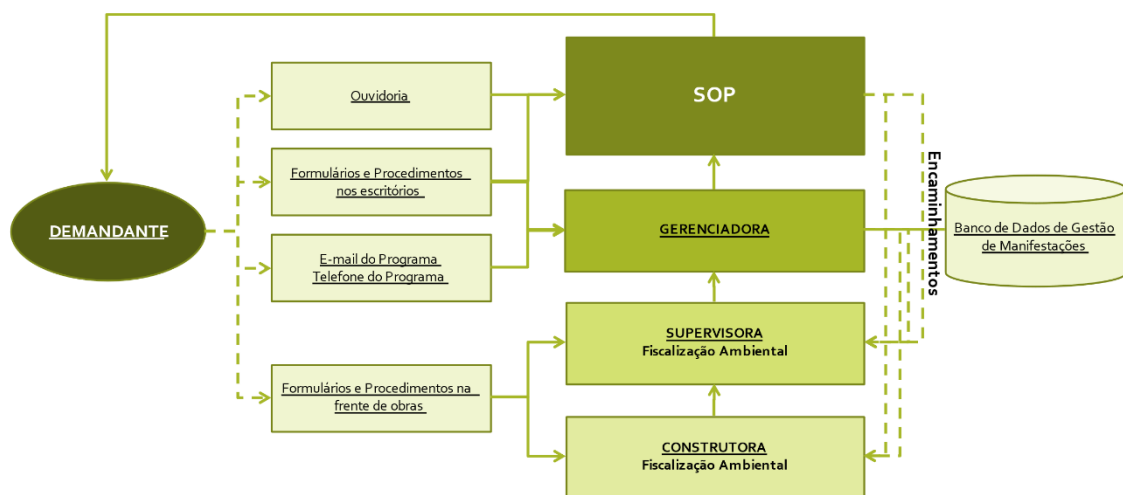 Ouvidoria
SOP
Formulários e Procedimentos
nos escritórios
DEMANDANTE
GERENCIADORA
Encaminhamentos
Banco de Dados de Gestão
de Manifestações
E-mail do Programa
Telefone do Programa
SUPERVISORA
Fiscalização Ambiental
Formulários e Procedimentos na
frente de obras
CONSTRUTORA
Fiscalização Ambiental